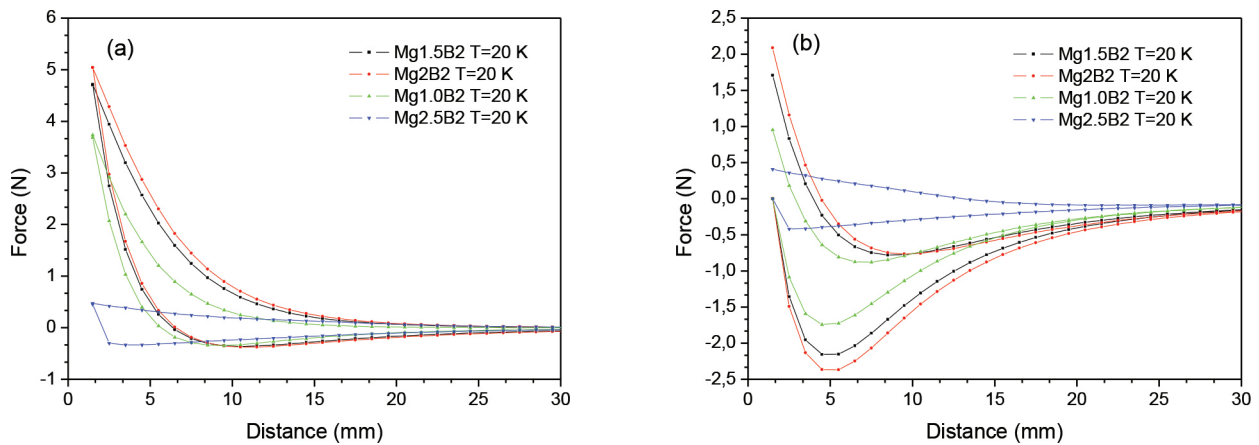 (a)
Mg1.5B2 T=20 K
Mg2B2 T=20 K
Mg1.0B2 T=20 K
Mg2.5B2 T=20 K
6
5
4
3
2
1
0
-1
Force (N)
0 5 10 15 20 25 30
Distance (mm)
(b)
Mg1.5B2 T=20 K
Mg2B2 T=20 K
Mg1.0B2 T=20 K
Mg2.5B2 T=20 K
2,5
2,0
1,5
1,0
0,5
0,0
-0,5
-1,0
-1,5
-2,0
-2,5
Force (N)
0 5 10 15 20 25 30
Distance (mm)